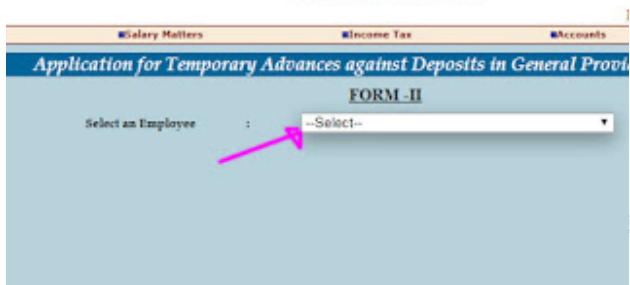 Salary Matters Income Tax Accounts
Application for Temporary Advances against Deposits in General Provi
FORM -II
Select an Employee : --Select--